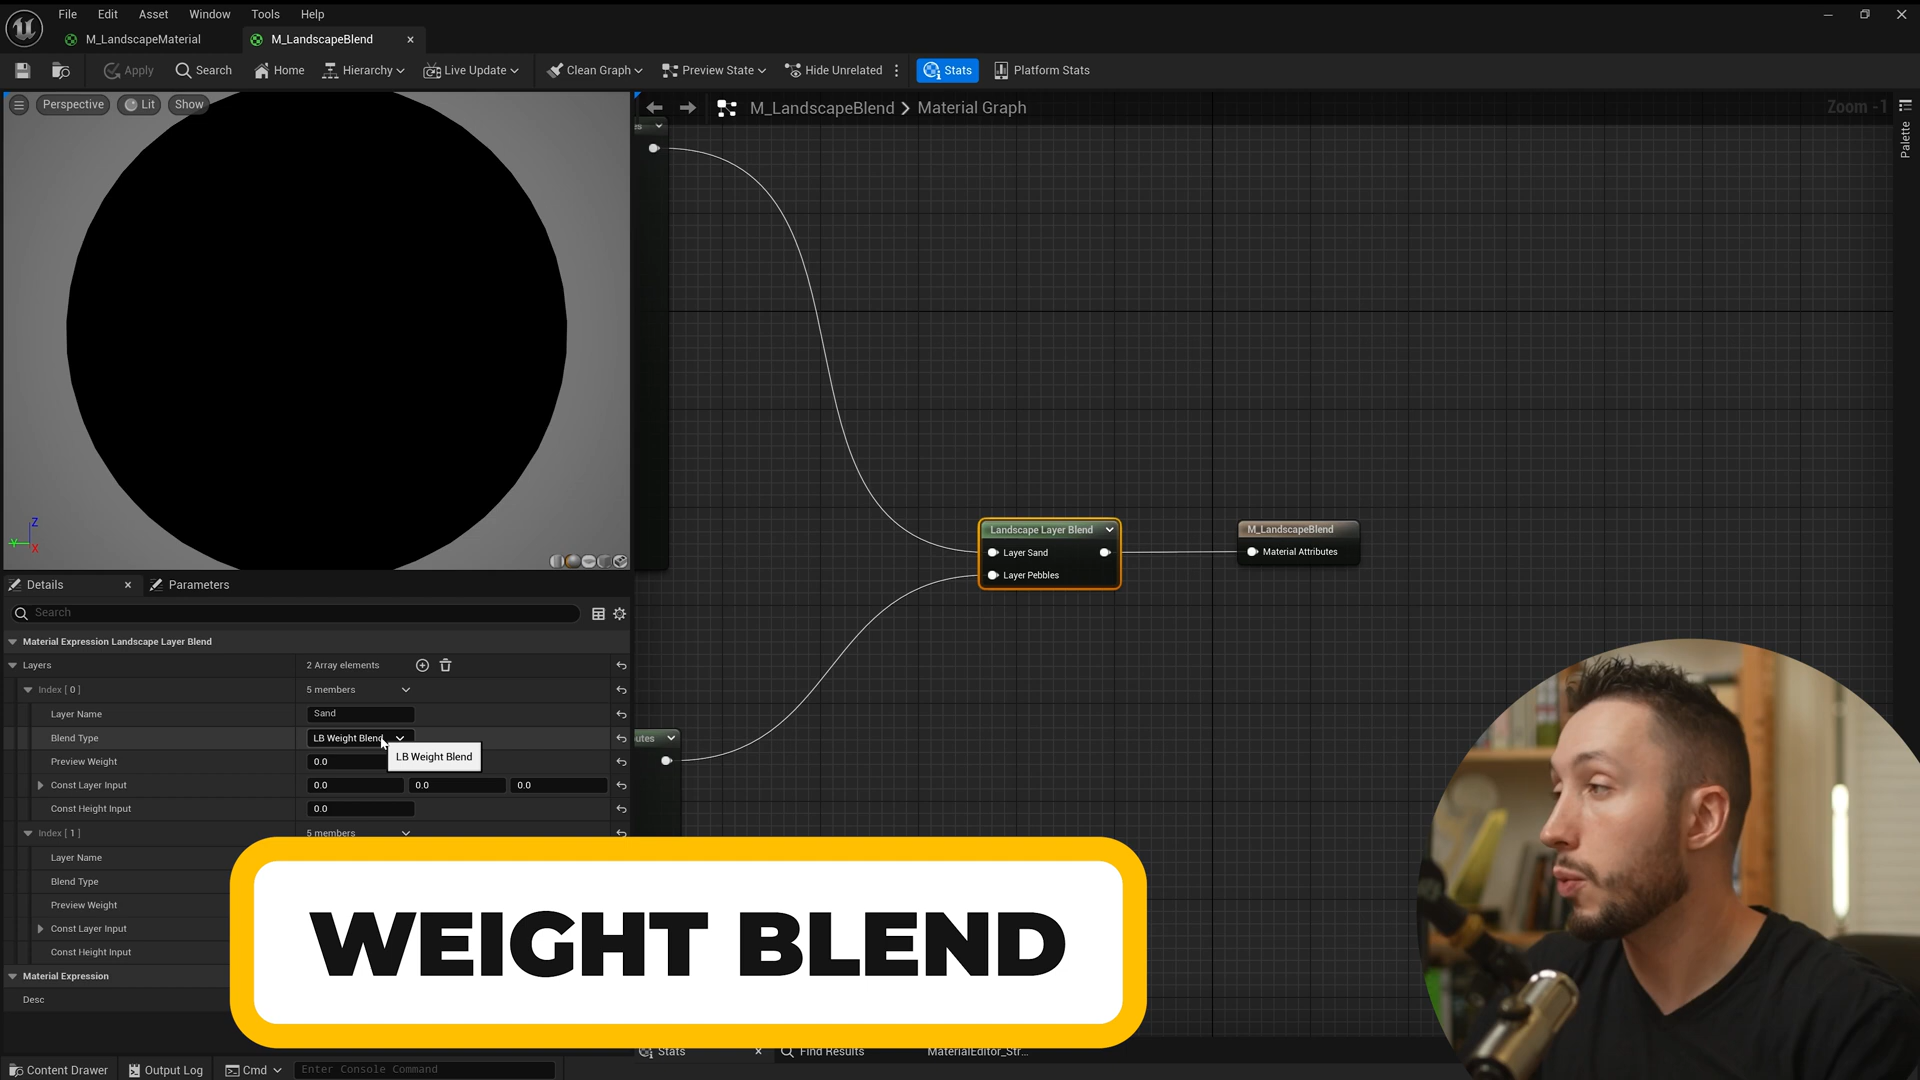 File Edit Asset Window Tools Help
M_LandscapeMaterial M_LandscapeBlend
Apply Search Home Hierarchy Live Update Clean Graph Preview State Hide Unrelated Stats Platform Stats
Perspective Lit Show
M_LandscapeBlend > Material Graph
Zoom -1
Palette
es
Landscape Layer Blend
Layer Sand
Layer Pebbles
M_LandscapeBlend
Material Attributes
utes
Z
Y
X
Details Parameters
Search
Material Expression Landscape Layer Blend
Layers 2 Array elements
Index [ 0 ] 5 members
Layer Name Sand
Blend Type LB Weight Blend
LB Weight Blend
Preview Weight 0.0
Const Layer Input 0.0 0.0 0.0
Const Height Input 0.0
Index [ 1 ] 5 members
Layer Name
Blend Type
Preview Weight
Const Layer Input
Const Height Input
Material Expression
Desc
WEIGHT BLEND
Stats Find Results MaterialEditor_Str...
Content Drawer Output Log Cmd Enter Console Command